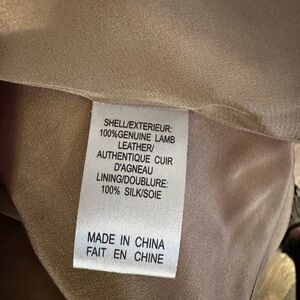 SHELL/EXTERIEUR:
100%GENUINE LAMB
LEATHER/
AUTHENTIQUE CUIR
D'AGNEAU
LINING/DOUBLURE:
100% SILK/SOIE
MADE IN CHINA
FAIT EN CHINE